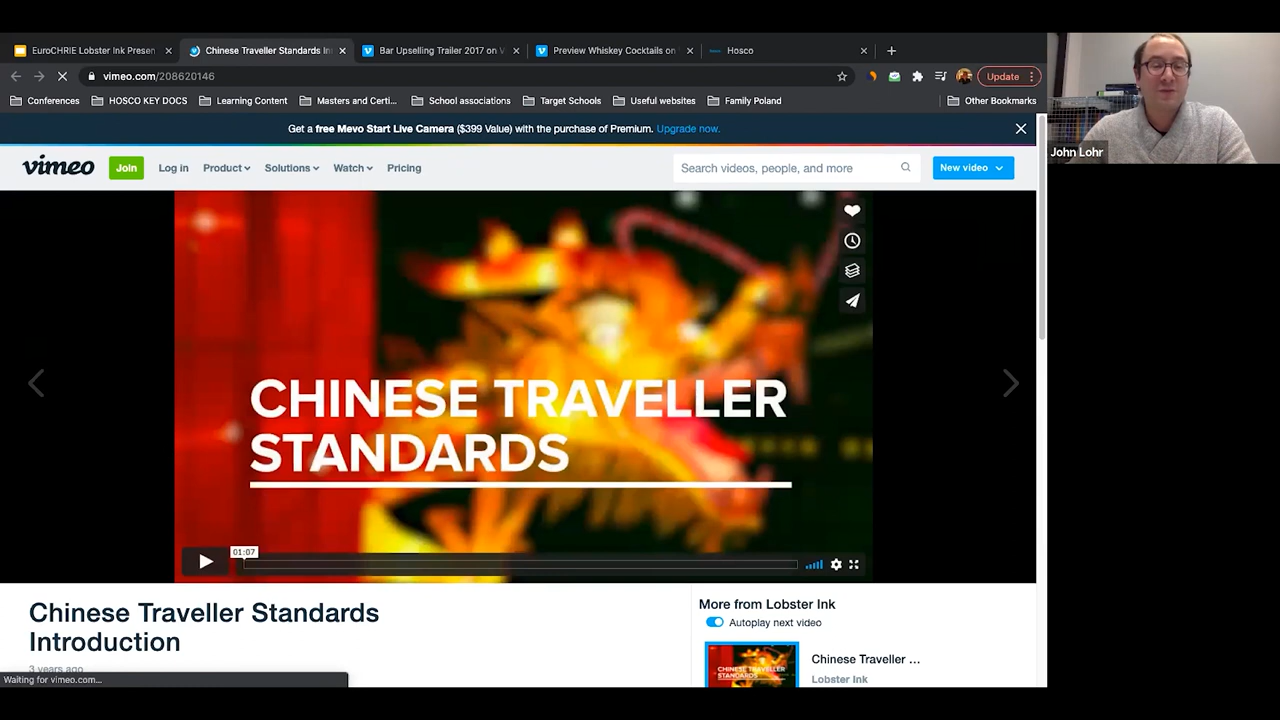 EuroCHRIE Lobster Ink Presen
Chinese Traveller Standards In
Bar Upselling Trailer 2017 on V
Preview Whiskey Cocktails on
Hosco
vimeo.com/208620146
Update
Conferences
HOSCO KEY DOCS
Learning Content
Masters and Certi...
School associations
Target Schools
Useful websites
Family Poland
Other Bookmarks
Get a free Mevo Start Live Camera ($399 Value) with the purchase of Premium. Upgrade now.
John Lohr
vimeo
Join
Log in
Product
Solutions
Watch
Pricing
Search videos, people, and more
New video
CHINESE TRAVELLER
STANDARDS
01:07
Chinese Traveller Standards
Introduction
3 years ago
More from Lobster Ink
Autoplay next video
CHINESE TRAVELLER
STANDARDS
Chinese Traveller ...
Lobster Ink
Waiting for vimeo.com...